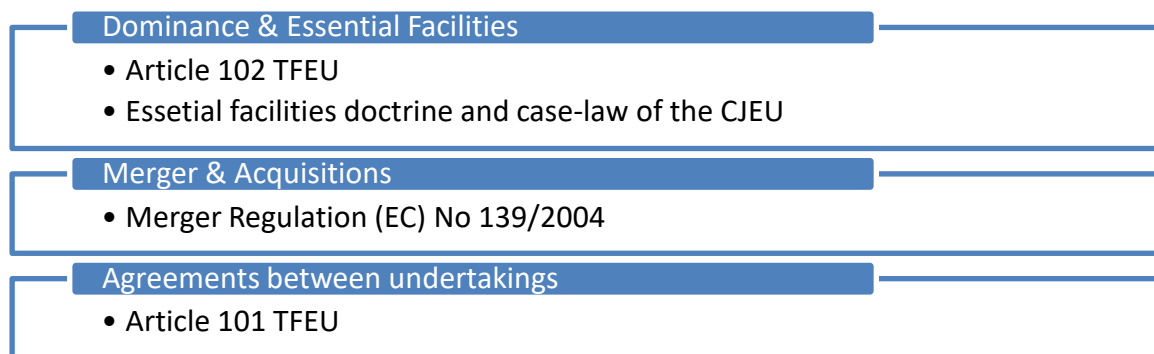 Dominance & Essential Facilities
• Article 102 TFEU
• Essetial facilities doctrine and case-law of the CJEU
Merger & Acquisitions
• Merger Regulation (EC) No 139/2004
Agreements between undertakings
• Article 101 TFEU